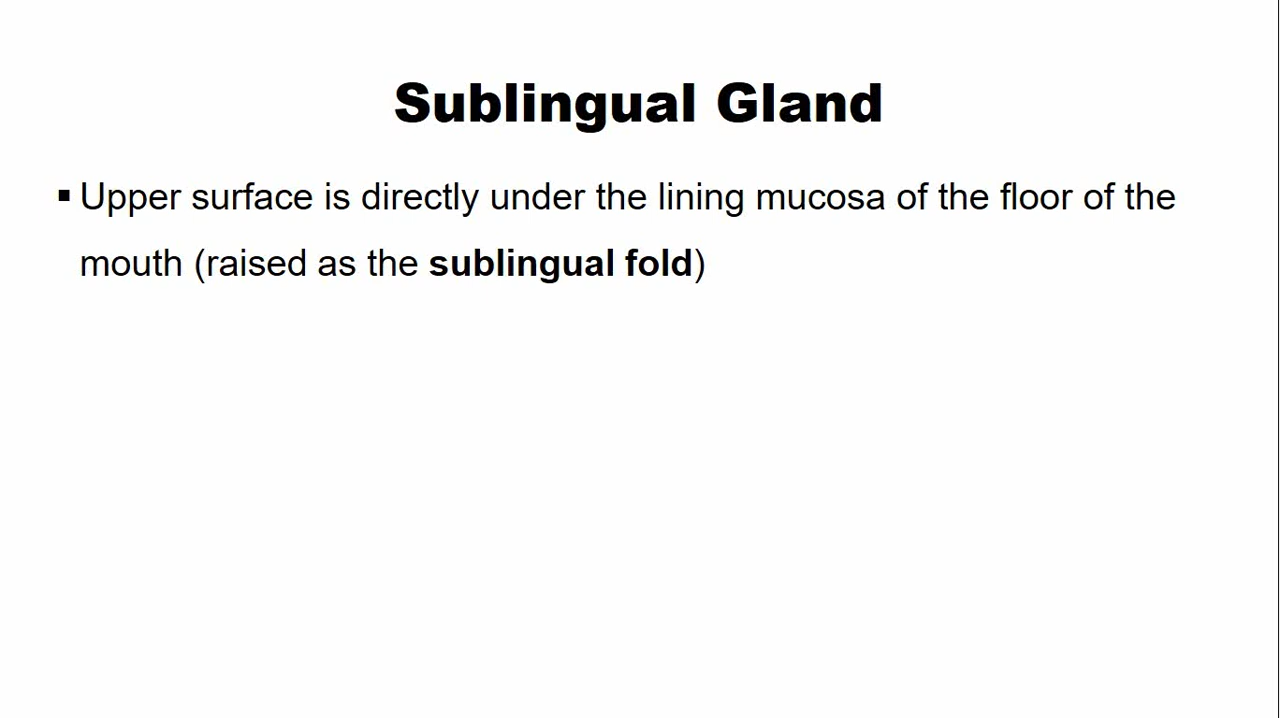 Sublingual Gland
▪ Upper surface is directly under the lining mucosa of the floor of the
mouth (raised as the sublingual fold)